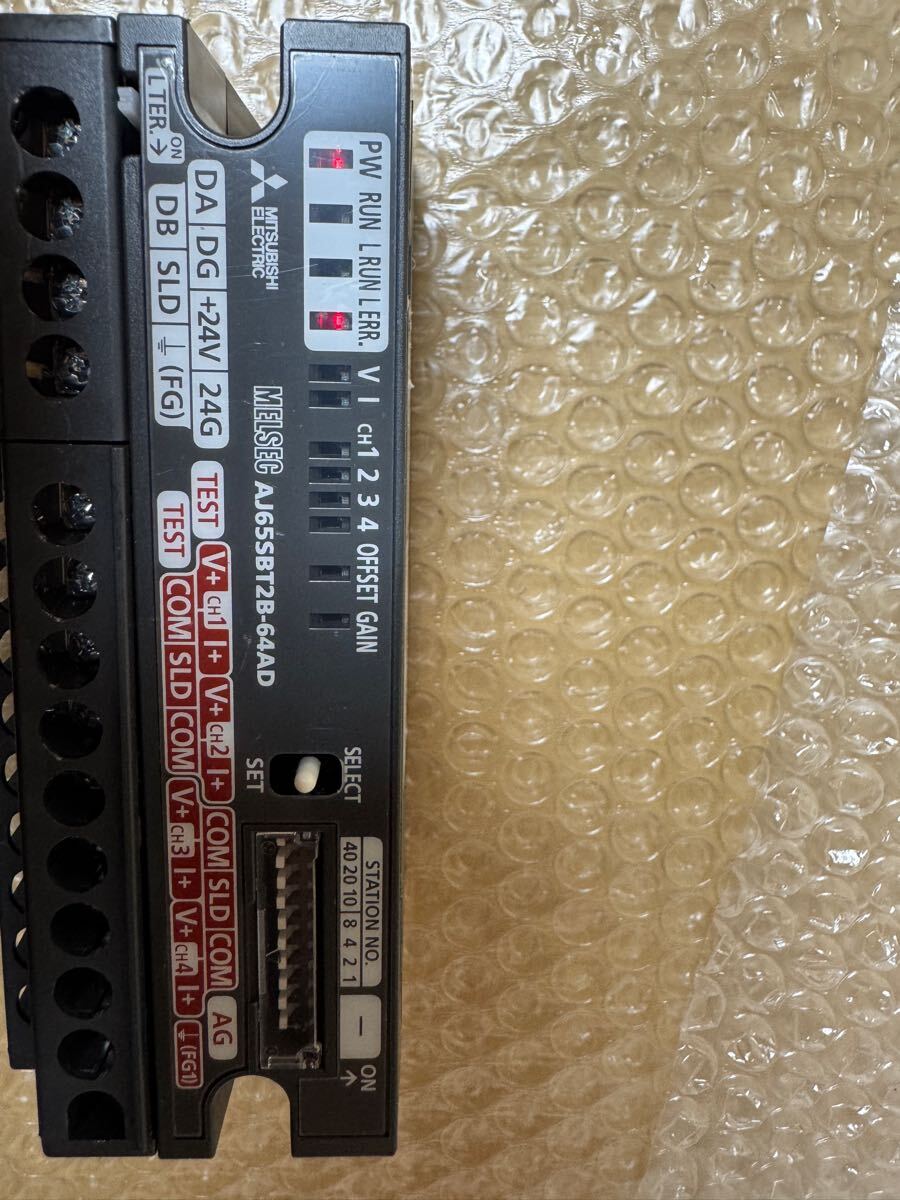 PW RUN L RUN L ERR.
V I
CH1 2 3 4 OFFSET GAIN
MITSUBISHI
ELECTRIC
MELSEC AJ65SBT2B-64AD
L TER.
ON →
DA DG +24V 24G
DB SLD ⏚ (FG)
TEST V+ CH1 I+ V+ CH2 I+ COM SLD COM AG
TEST COM SLD COM V+ CH3 I+ V+ CH4 I+ ⏚ (FG1)
SELECT
SET
STATION NO.
40 20 10 8 4 2 1
–
ON
→